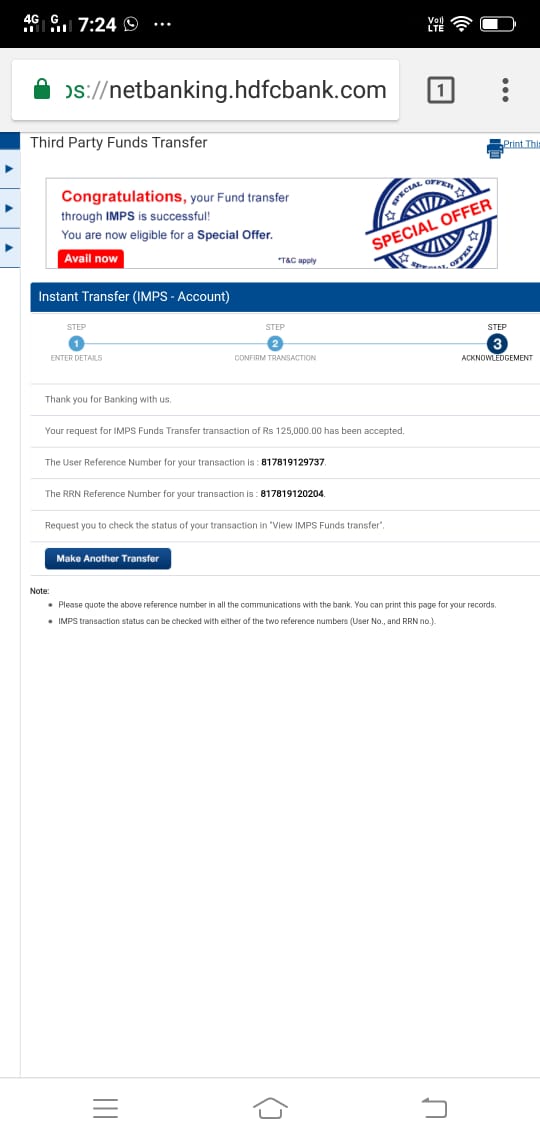 4G G 7:24 ...
Vo) LTE
ps://netbanking.hdfcbank.com 1
Third Party Funds Transfer
Print This
Congratulations, your Fund transfer
through IMPS is successful!
You are now eligible for a Special Offer.
Avail now *T&C apply
SPECIAL OFFER
SPECIAL OFFER
SPECIAL OFFER
Instant Transfer (IMPS - Account)
STEP STEP STEP
1 2 3
ENTER DETAILS CONFIRM TRANSACTION ACKNOWLEDGEMENT
Thank you for Banking with us.
Your request for IMPS Funds Transfer transaction of Rs 125,000.00 has been accepted.
The User Reference Number for your transaction is : 817819129737.
The RRN Reference Number for your transaction is : 817819120204.
Request you to check the status of your transaction in "View IMPS Funds transfer".
Make Another Transfer
Note:
• Please quote the above reference number in all the communications with the bank. You can print this page for your records.
• IMPS transaction status can be checked with either of the two reference numbers (User No., and RRN no.).